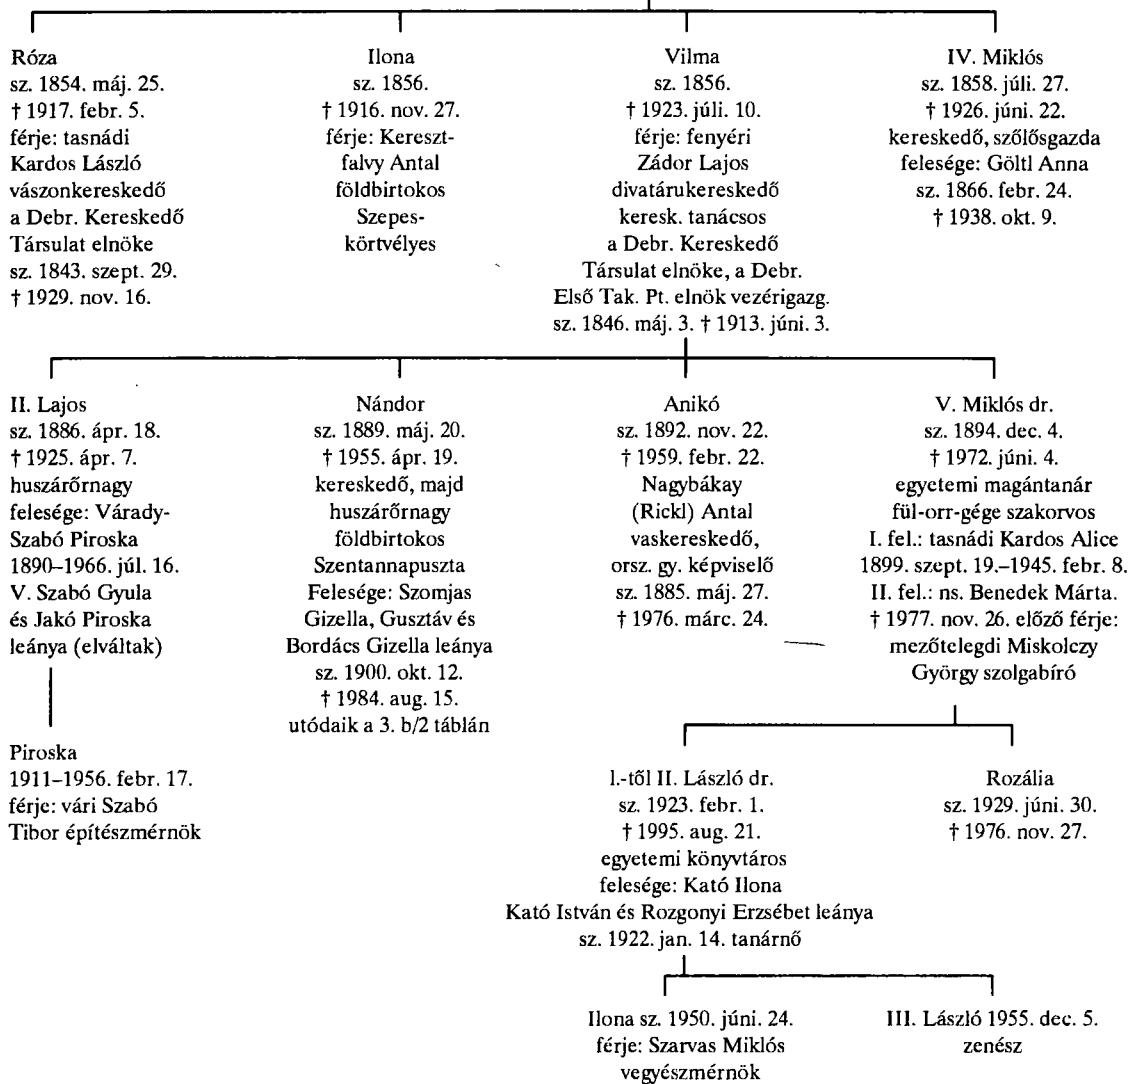 Róza
sz. 1854. máj. 25.
† 1917. febr. 5.
férje: tasnádi
Kardos László
vászonkereskedő
a Debr. Kereskedő
Társulat elnöke
sz. 1843. szept. 29.
† 1929. nov. 16.
Ilona
sz. 1856.
† 1916. nov. 27.
férje: Kereszt-
falvy Antal
földbirtokos
Szepes-
körtvélyes
Vilma
sz. 1856.
† 1923. júli. 10.
férje: fenyéri
Zádor Lajos
divatárukereskedő
keresk. tanácsos
a Debr. Kereskedő
Társulat elnöke, a Debr.
Első Tak. Pt. elnök vezérigazg.
sz. 1846. máj. 3. † 1913. júni. 3.
IV. Miklós
sz. 1858. júli. 27.
† 1926. júni. 22.
kereskedő, szőlősgazda
felesége: Göltl Anna
sz. 1866. febr. 24.
† 1938. okt. 9.
II. Lajos
sz. 1886. ápr. 18.
† 1925. ápr. 7.
huszárőrnagy
felesége: Várady-
Szabó Piroska
1890–1966. júl. 16.
V. Szabó Gyula
és Jakó Piroska
leánya (elváltak)
Nándor
sz. 1889. máj. 20.
† 1955. ápr. 19.
kereskedő, majd
huszárőrnagy
földbirtokos
Szentannapuszta
Felesége: Szomjas
Gizella, Gusztáv és
Bordács Gizella leánya
sz. 1900. okt. 12.
† 1984. aug. 15.
utódaik a 3. b/2 táblán
Anikó
sz. 1892. nov. 22.
† 1959. febr. 22.
Nagybákay
(Rickl) Antal
vaskereskedő,
orsz. gy. képviselő
sz. 1885. máj. 27.
† 1976. márc. 24.
V. Miklós dr.
sz. 1894. dec. 4.
† 1972. júni. 4.
egyetemi magántanár
fül-orr-gége szakorvos
I. fel.: tasnádi Kardos Alice
1899. szept. 19.–1945. febr. 8.
II. fel.: ns. Benedek Márta.
† 1977. nov. 26. előző férje:
mezőtelegdi Miskolczy
György szolgabíró
Piroska
1911–1956. febr. 17.
férje: vári Szabó
Tibor építészmérnök
l.-től II. László dr.
sz. 1923. febr. 1.
† 1995. aug. 21.
egyetemi könyvtáros
felesége: Kató Ilona
Kató István és Rozgonyi Erzsébet leánya
sz. 1922. jan. 14. tanárnő
Rozália
sz. 1929. júni. 30.
† 1976. nov. 27.
Ilona sz. 1950. júni. 24.
férje: Szarvas Miklós
vegyészmérnök
III. László 1955. dec. 5.
zenész